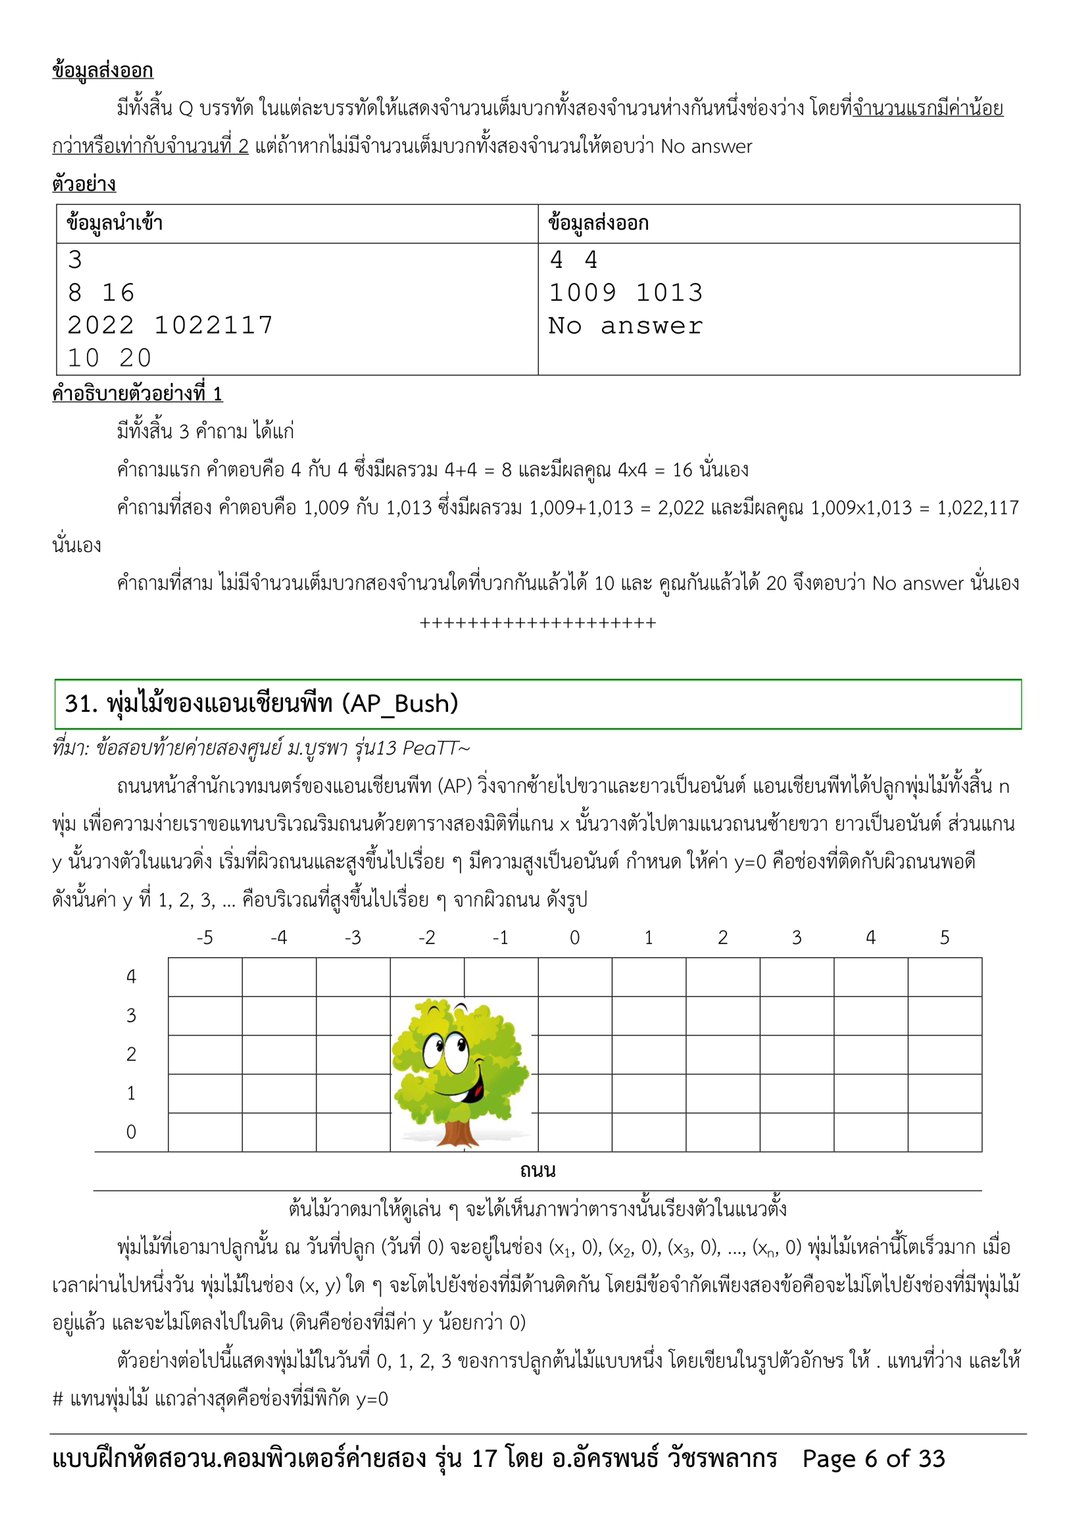 ข้อมูลส่งออก
มีทั้งสิ้น Q บรรทัด ในแต่ละบรรทัดให้แสดงจำนวนเต็มบวกทั้งสองจำนวนห่างกันหนึ่งช่องว่าง โดยที่จำนวนแรกมีค่าน้อย
กว่าหรือเท่ากับจำนวนที่ 2 แต่ถ้าหากไม่มีจำนวนเต็มบวกทั้งสองจำนวนให้ตอบว่า No answer
ตัวอย่าง
ข้อมูลนำเข้า ข้อมูลส่งออก
3 4 4
8 16 1009 1013
2022 1022117 No answer
10 20
คำอธิบายตัวอย่างที่ 1
มีทั้งสิ้น 3 คำถาม ได้แก่
คำถามแรก คำตอบคือ 4 กับ 4 ซึ่งมีผลรวม 4+4 = 8 และมีผลคูณ 4x4 = 16 นั่นเอง
คำถามที่สอง คำตอบคือ 1,009 กับ 1,013 ซึ่งมีผลรวม 1,009+1,013 = 2,022 และมีผลคูณ 1,009x1,013 = 1,022,117
นั่นเอง
คำถามที่สาม ไม่มีจำนวนเต็มบวกสองจำนวนใดที่บวกกันแล้วได้ 10 และ คูณกันแล้วได้ 20 จึงตอบว่า No answer นั่นเอง
++++++++++++++++++++
31. พุ่มไม้ของแอนเชียนพีท (AP_Bush)
ที่มา: ข้อสอบท้ายค่ายสองศูนย์ ม.บูรพา รุ่น13 PeaTT~
ถนนหน้าสำนักเวทมนตร์ของแอนเชียนพีท (AP) วิ่งจากซ้ายไปขวาและยาวเป็นอนันต์ แอนเชียนพีทได้ปลูกพุ่มไม้ทั้งสิ้น n
พุ่ม เพื่อความง่ายเราขอแทนบริเวณริมถนนด้วยตารางสองมิติที่แกน x นั้นวางตัวไปตามแนวถนนซ้ายขวา ยาวเป็นอนันต์ ส่วนแกน
y นั้นวางตัวในแนวดิ่ง เริ่มที่ผิวถนนและสูงขึ้นไปเรื่อย ๆ มีความสูงเป็นอนันต์ กำหนด ให้ค่า y=0 คือช่องที่ติดกับผิวถนนพอดี
ดังนั้นค่า y ที่ 1, 2, 3, ... คือบริเวณที่สูงขึ้นไปเรื่อย ๆ จากผิวถนน ดังรูป
-5 -4 -3 -2 -1 0 1 2 3 4 5
4
3
2
1
0
ถนน
ต้นไม้วาดมาให้ดูเล่น ๆ จะได้เห็นภาพว่าตารางนั้นเรียงตัวในแนวตั้ง
พุ่มไม้ที่เอามาปลูกนั้น ณ วันที่ปลูก (วันที่ 0) จะอยู่ในช่อง (x₁, 0), (x₂, 0), (x₃, 0), ..., (xₙ, 0) พุ่มไม้เหล่านี้โตเร็วมาก เมื่อ
เวลาผ่านไปหนึ่งวัน พุ่มไม้ในช่อง (x, y) ใด ๆ จะโตไปยังช่องที่มีด้านติดกัน โดยมีข้อจำกัดเพียงสองข้อคือจะไม่โตไปยังช่องที่มีพุ่มไม้
อยู่แล้ว และจะไม่โตลงไปในดิน (ดินคือช่องที่มีค่า y น้อยกว่า 0)
ตัวอย่างต่อไปนี้แสดงพุ่มไม้ในวันที่ 0, 1, 2, 3 ของการปลูกต้นไม้แบบหนึ่ง โดยเขียนในรูปตัวอักษร ให้ . แทนที่ว่าง และให้
# แทนพุ่มไม้ แถวล่างสุดคือช่องที่มีพิกัด y=0
แบบฝึกหัดสอวน.คอมพิวเตอร์ค่ายสอง รุ่น 17 โดย อ.อัครพนธ์ วัชรพลากร Page 6 of 33